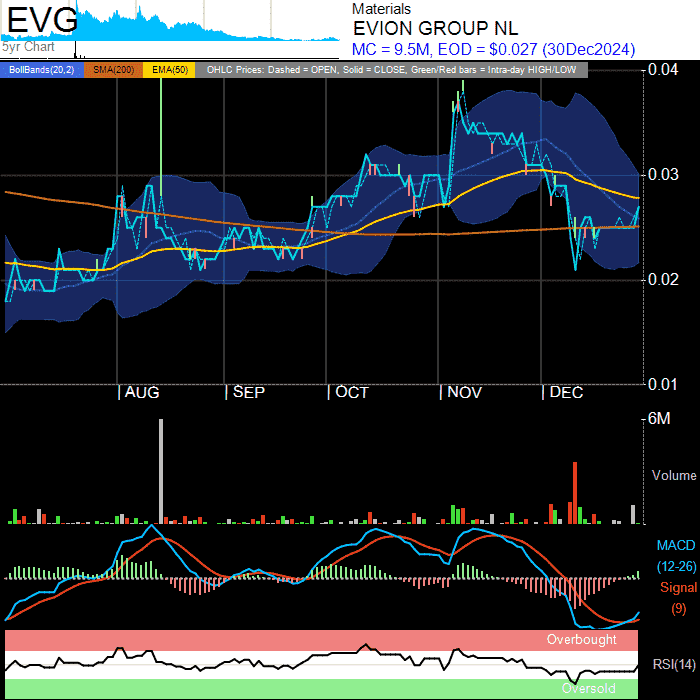 EVG
5yr Chart
Materials
EVION GROUP NL
MC = 9.5M, EOD = $0.027 (30Dec2024)
BollBands(20,2) SMA(200) EMA(50) OHLC Prices: Dashed = OPEN, Solid = CLOSE, Green/Red bars = Intra-day HIGH/LOW
0.04
0.03
0.02
0.01
AUG SEP OCT NOV DEC
6M
Volume
MACD
(12-26)
Signal
(9)
Overbought
RSI(14)
Oversold